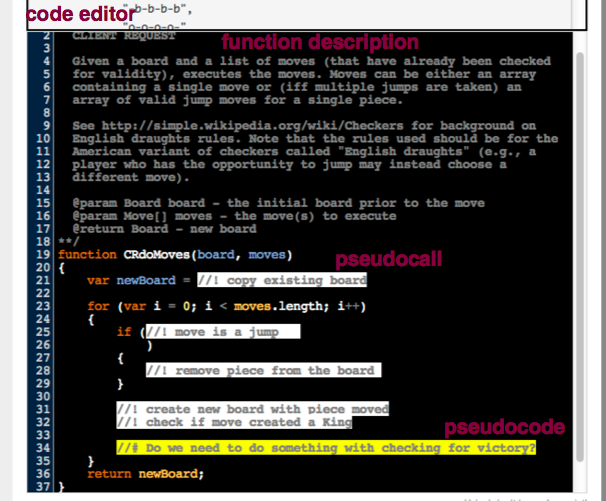 code editor
"-b-b-b-b",
"o-o-o-o-"
2 CLIENT REQUEST
function description
3
4 Given a board and a list of moves (that have already been checked
5 for validity), executes the moves. Moves can be either an array
6 containing a single move or (iff multiple jumps are taken) an
7 array of valid jump moves for a single piece.
8
9 See http://simple.wikipedia.org/wiki/Checkers for background on
10 English draughts rules. Note that the rules used should be for the
11 American variant of checkers called "English draughts" (e.g., a
12 player who has the opportunity to jump may instead choose a
13 different move).
14
15 @param Board board - the initial board prior to the move
16 @param Move[] moves - the move(s) to execute
17 @return Board - new board
18 **/
19 function CRdoMoves(board, moves)
pseudocall
20 {
21 var newBoard = //! copy existing board
22
23 for (var i = 0; i < moves.length; i++)
24 {
25 if (//! move is a jump
26 )
27 {
28 //! remove piece from the board
29 }
30
31 //! create new board with piece moved
32 //! check if move created a King
pseudocode
33
34 //# Do we need to do something with checking for victory?
35 }
36 return newBoard;
37 }